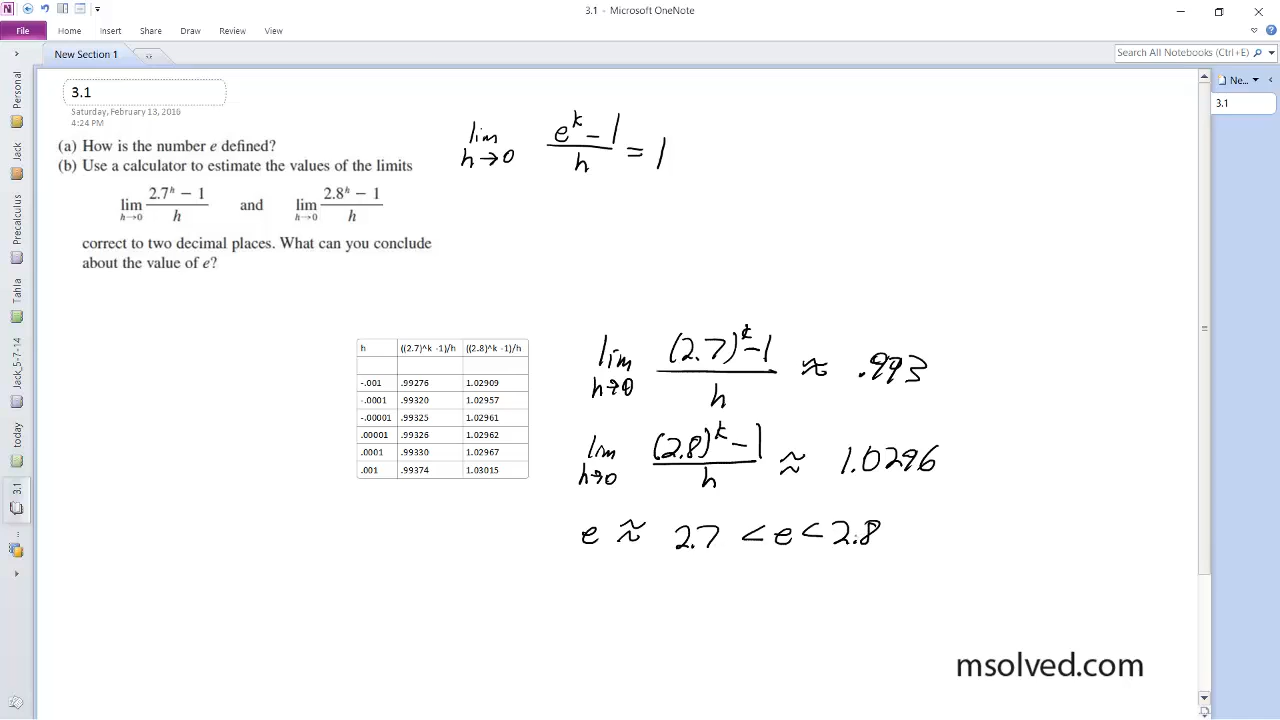 3.1 - Microsoft OneNote
File Home Insert Share Draw Review View
New Section 1
Search All Notebooks (Ctrl+E)
Personal
Jack
Precalculus
Tahla
Jack-57-14
today
3.1
Ne...
3.1
3.1
Saturday, February 13, 2016
4:24 PM
(a) How is the number e defined?
(b) Use a calculator to estimate the values of the limits
lim h→0 (2.7^h − 1)/h and lim h→0 (2.8^h − 1)/h
correct to two decimal places. What can you conclude
about the value of e?
lim h→0 (e^k − 1)/h = 1
h ((2.7)^k -1)/h ((2.8)^k -1)/h
-.001 .99276 1.02909
-.0001 .99320 1.02957
-.00001 .99325 1.02961
.00001 .99326 1.02962
.0001 .99330 1.02967
.001 .99374 1.03015
lim h→0 ((2.7)^k − 1)/h ≈ .993
lim h→0 ((2.8)^k − 1)/h ≈ 1.0296
e ≈ 2.7 < e < 2.8
msolved.com